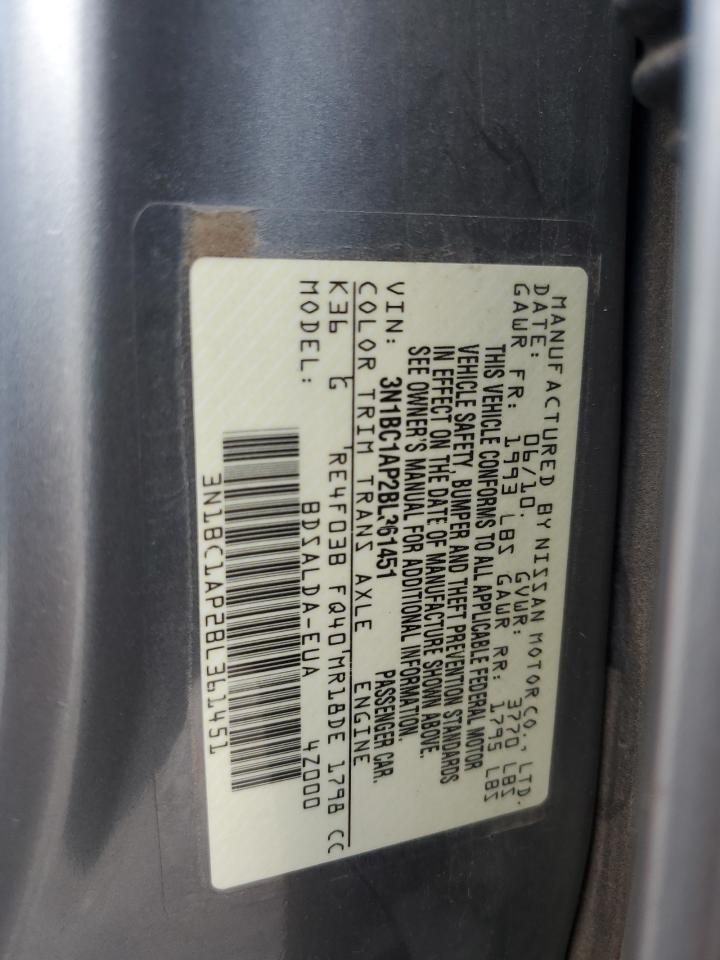 MANUFACTURED BY NISSAN MOTOR CO., LTD.
DATE: 06/10. GVWR: 3770 LBS
GAWR FR: 1993 LBS GAWR RR: 1795 LBS
THIS VEHICLE CONFORMS TO ALL APPLICABLE FEDERAL MOTOR
VEHICLE SAFETY, BUMPER AND THEFT PREVENTION STANDARDS
IN EFFECT ON THE DATE OF MANUFACTURE SHOWN ABOVE.
SEE OWNER'S MANUAL FOR ADDITIONAL INFORMATION.
VIN: 3N1BC1AP2BL361451 PASSENGER CAR.
COLOR TRIM TRANS AXLE ENGINE
K36 G RE4F03B FQ40 MR18DE 1798 CC
MODEL: BDSALDA-EUA 4Z000
3N1BC1AP2BL361451